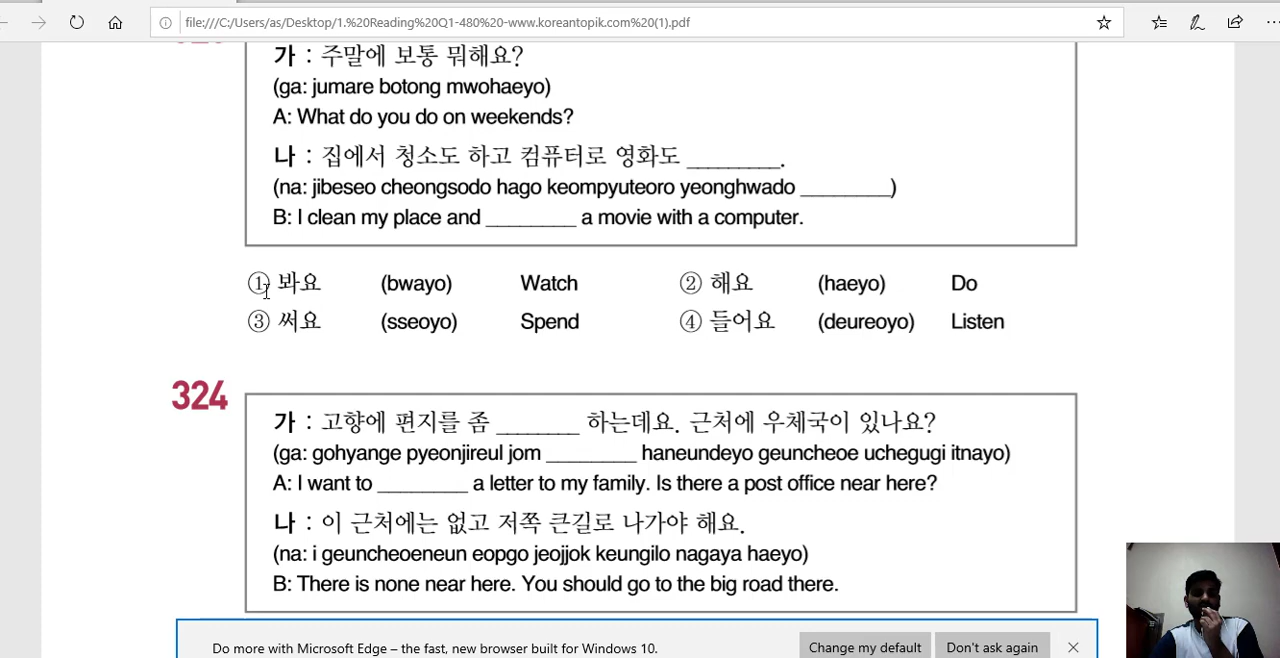 file:///C:/Users/as/Desktop/1.%20Reading%20Q1-480%20-www.koreantopik.com%20(1).pdf
가 : 주말에 보통 뭐해요?
(ga: jumare botong mwohaeyo)
A: What do you do on weekends?
나 : 집에서 청소도 하고 컴퓨터로 영화도 ________.
(na: jibeseo cheongsodo hago keompyuteoro yeonghwado ________)
B: I clean my place and ________ a movie with a computer.
① 봐요 (bwayo) Watch ② 해요 (haeyo) Do
③ 써요 (sseoyo) Spend ④ 들어요 (deureoyo) Listen
324
가 : 고향에 편지를 좀 ________ 하는데요. 근처에 우체국이 있나요?
(ga: gohyange pyeonjireul jom ________ haneundeyo geuncheoe uchegugi itnayo)
A: I want to ________ a letter to my family. Is there a post office near here?
나 : 이 근처에는 없고 저쪽 큰길로 나가야 해요.
(na: i geuncheoeneun eopgo jeojjok keungilo nagaya haeyo)
B: There is none near here. You should go to the big road there.
Do more with Microsoft Edge – the fast, new browser built for Windows 10. Change my default Don't ask again